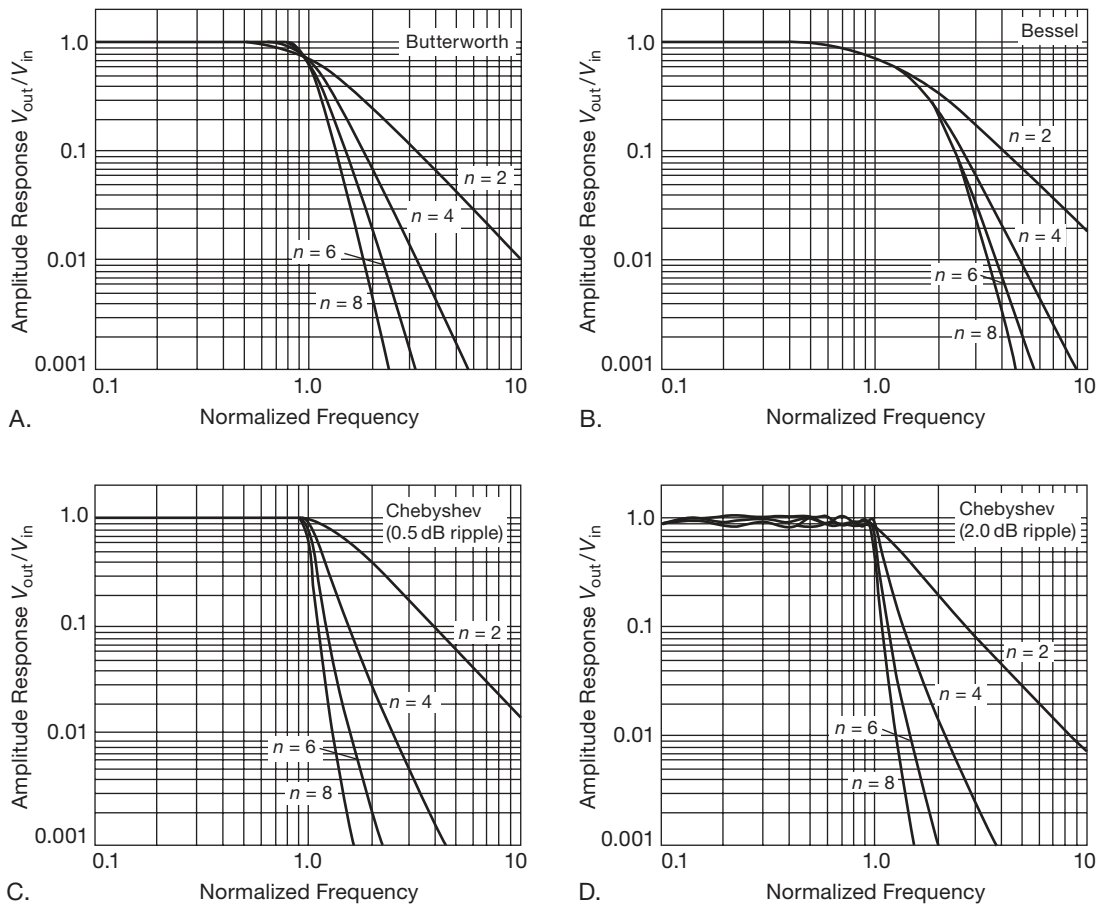 Amplitude Response Vout/Vin
1.0
0.1
0.01
0.001
Butterworth
n = 2
n = 4
n = 6
n = 8
0.1
1.0
10
Normalized Frequency
A.
Amplitude Response Vout/Vin
1.0
0.1
0.01
0.001
Bessel
n = 2
n = 4
n = 6
n = 8
0.1
1.0
10
Normalized Frequency
B.
Amplitude Response Vout/Vin
1.0
0.1
0.01
0.001
Chebyshev
(0.5 dB ripple)
n = 2
n = 4
n = 6
n = 8
0.1
1.0
10
Normalized Frequency
C.
Amplitude Response Vout/Vin
1.0
0.1
0.01
0.001
Chebyshev
(2.0 dB ripple)
n = 2
n = 4
n = 6
n = 8
0.1
1.0
10
Normalized Frequency
D.